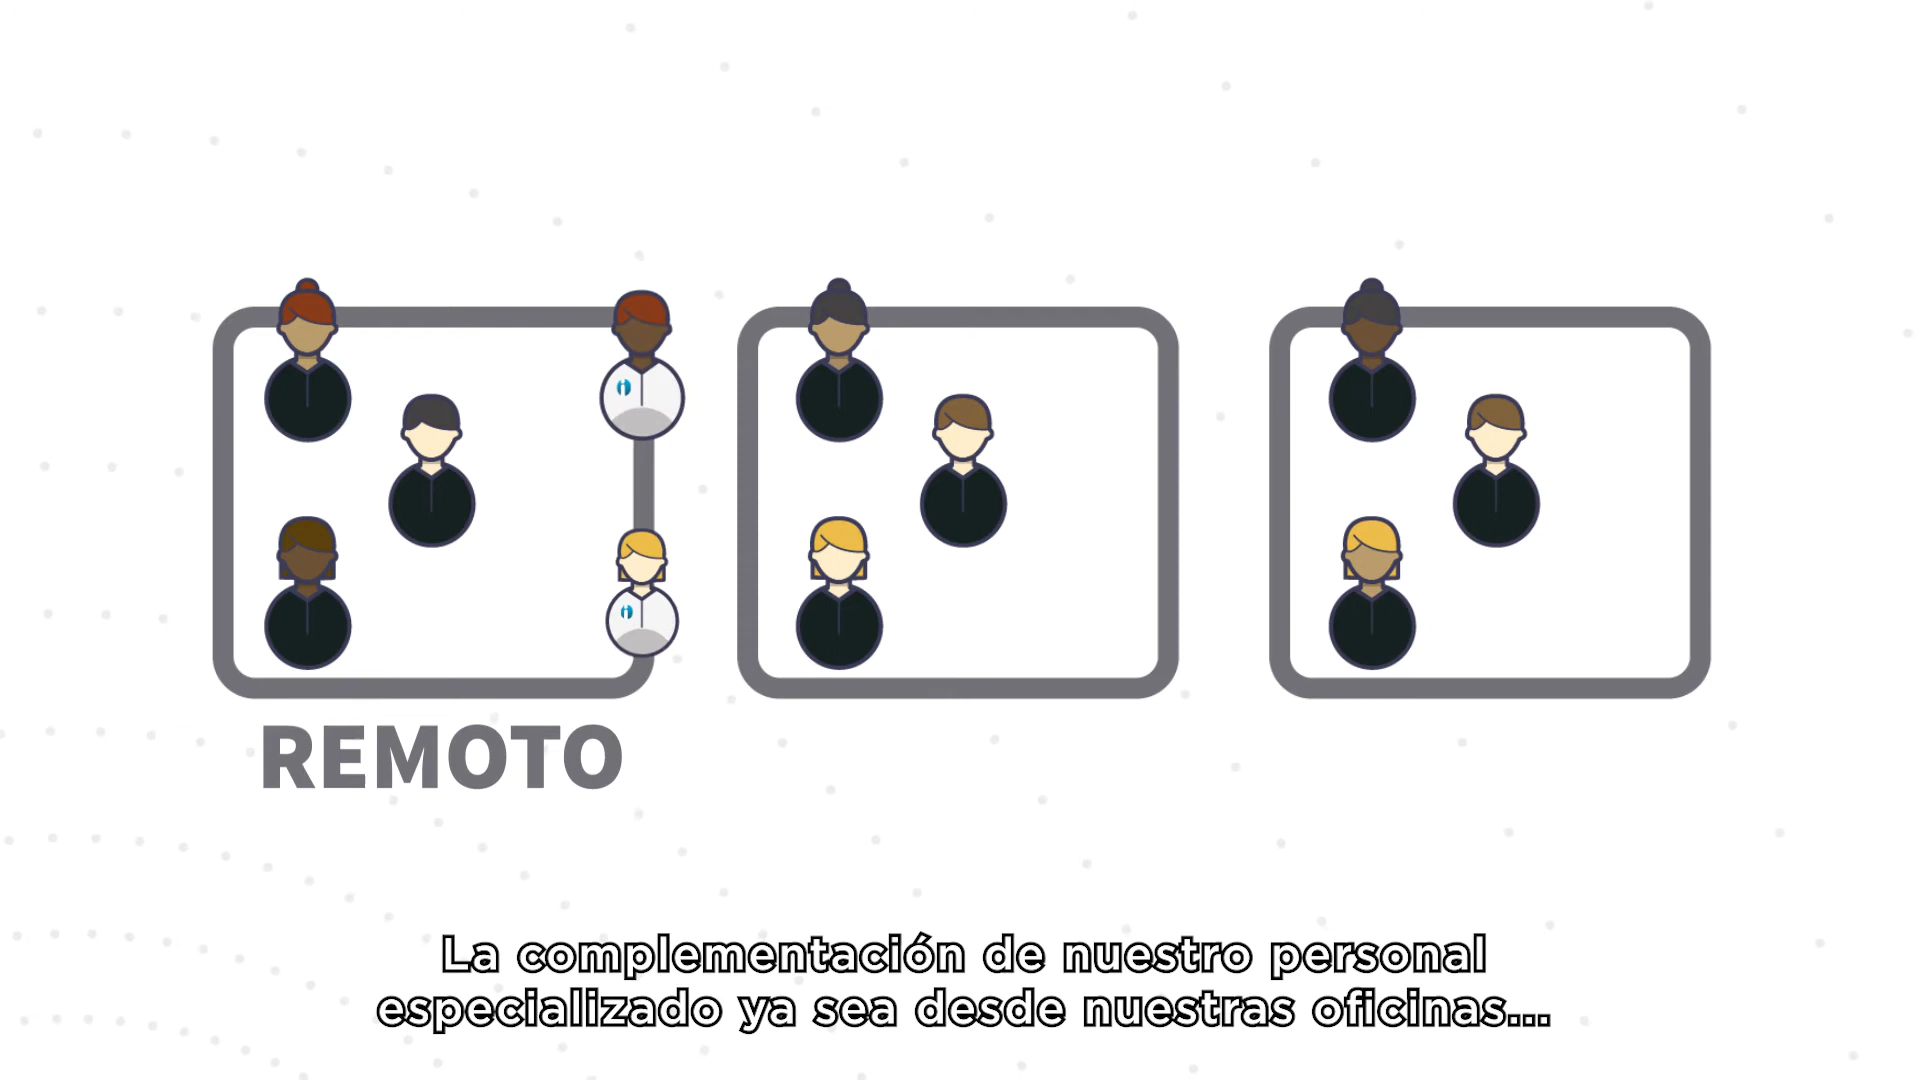 REMOTO
La complementación de nuestro personal
especializado ya sea desde nuestras oficinas...